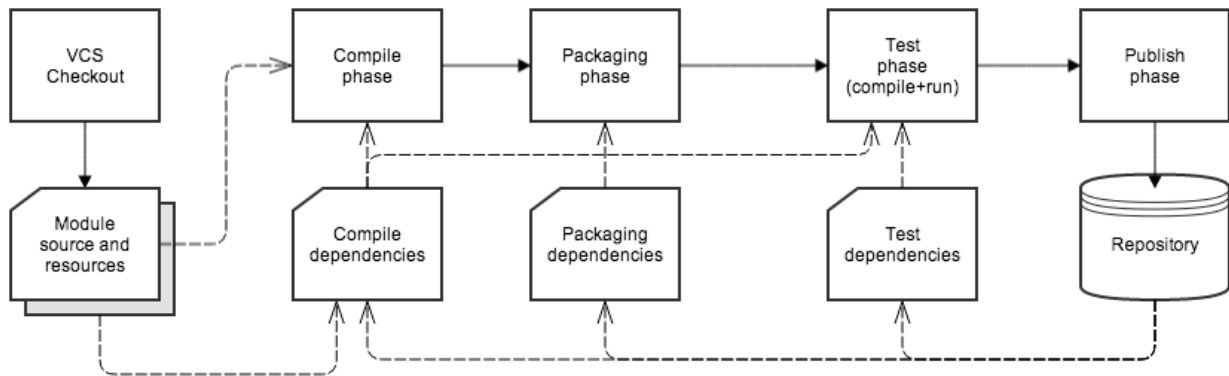 VCS
Checkout
Compile
phase
Packaging
phase
Test
phase
(compile+run)
Publish
phase
Module
source and
resources
Compile
dependencies
Packaging
dependencies
Test
dependencies
Repository